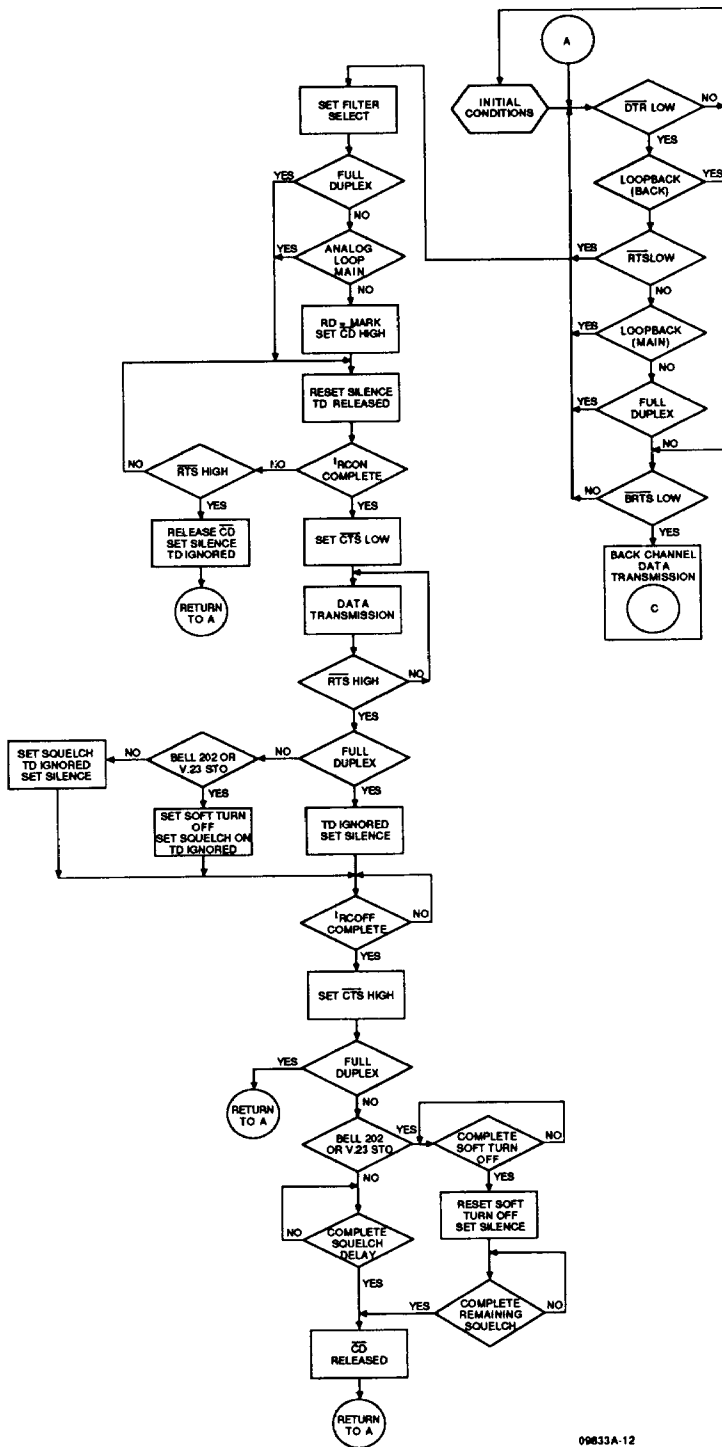 A
INITIAL
CONDITIONS
DTR LOW
NO
YES
LOOPBACK
(BACK)
YES
NO
RTSLOW
YES
NO
LOOPBACK
(MAIN)
YES
NO
FULL
DUPLEX
YES
NO
BRTS LOW
NO
YES
BACK CHANNEL
DATA
TRANSMISSION
C
SET FILTER
SELECT
FULL
DUPLEX
YES
NO
ANALOG
LOOP
MAIN
YES
NO
RD = MARK
SET CD HIGH
RESET SILENCE
TD RELEASED
tRCON
COMPLETE
NO
YES
RTS HIGH
NO
YES
RELEASE CD
SET SILENCE
TD IGNORED
RETURN
TO A
SET CTS LOW
DATA
TRANSMISSION
RTS HIGH
NO
YES
FULL
DUPLEX
NO
YES
BELL 202 OR
V.23 STO
NO
YES
SET SQUELCH
TD IGNORED
SET SILENCE
SET SOFT TURN
OFF
SET SQUELCH ON
TD IGNORED
TD IGNORED
SET SILENCE
tRCOFF
COMPLETE
NO
YES
SET CTS HIGH
FULL
DUPLEX
YES
NO
RETURN
TO A
BELL 202
OR V.23 STO
YES
NO
COMPLETE
SOFT TURN
OFF
NO
YES
RESET SOFT
TURN OFF
SET SILENCE
COMPLETE
SQUELCH
DELAY
NO
YES
COMPLETE
REMAINING
SQUELCH
YES
NO
CD
RELEASED
RETURN
TO A
09833A-12